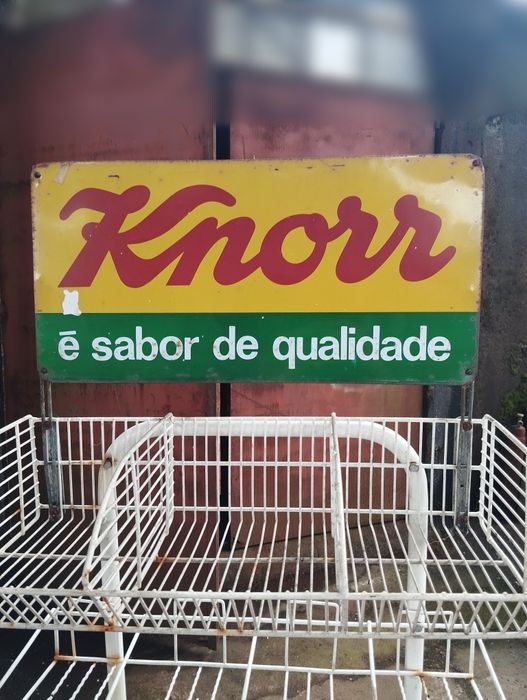 Knorr
é sabor de qualidade